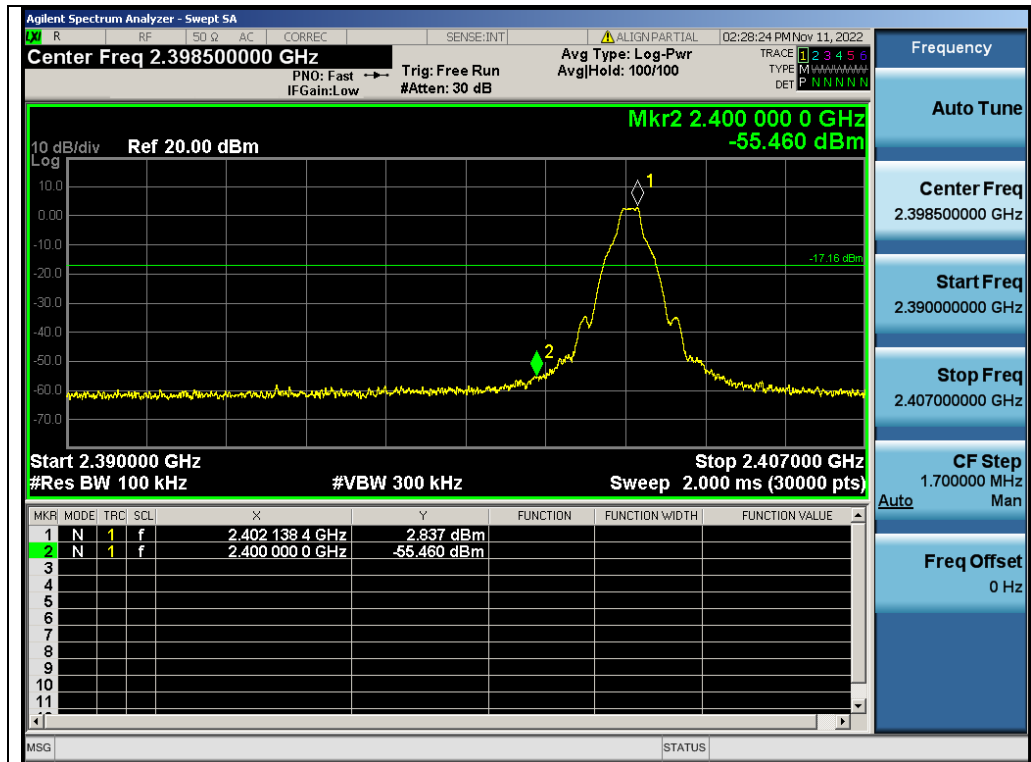 Agilent Spectrum Analyzer - Swept SA
LXI R RF 50 Ω AC CORREC SENSE:INT ALIGN PARTIAL 02:28:24 PM Nov 11, 2022
Center Freq 2.398500000 GHz
PNO: Fast
IFGain:Low
Trig: Free Run
#Atten: 30 dB
Avg Type: Log-Pwr
Avg|Hold: 100/100
TRACE 1 2 3 4 5 6
TYPE M
DET P N N N N N
Mkr2 2.400 000 0 GHz
-55.460 dBm
10 dB/div Ref 20.00 dBm
Log
10.0
0.00
-10.0
-20.0
-30.0
-40.0
-50.0
-60.0
-70.0
1
-17.16 dBm
2
Start 2.390000 GHz Stop 2.407000 GHz
#Res BW 100 kHz #VBW 300 kHz Sweep 2.000 ms (30000 pts)
MKR MODE TRC SCL X Y FUNCTION FUNCTION WIDTH FUNCTION VALUE
1 N 1 f 2.402 138 4 GHz 2.837 dBm
2 N 1 f 2.400 000 0 GHz -55.460 dBm
3
4
5
6
7
8
9
10
11
MSG STATUS
Frequency
Auto Tune
Center Freq
2.398500000 GHz
Start Freq
2.390000000 GHz
Stop Freq
2.407000000 GHz
CF Step
1.700000 MHz
Auto Man
Freq Offset
0 Hz